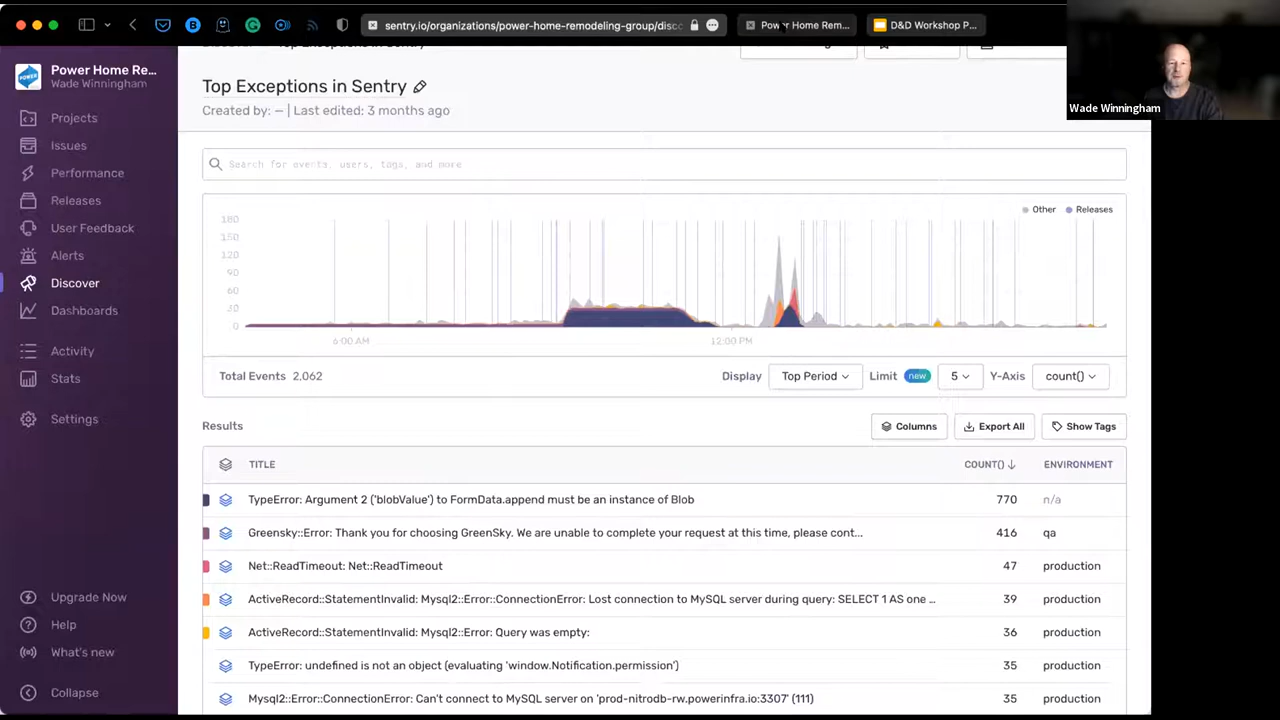 sentry.io/organizations/power-home-remodeling-group/disc
Power Home Rem...
D&D Workshop P...
Wade Winningham
Power Home Re...
Wade Winningham
Projects
Issues
Performance
Releases
User Feedback
Alerts
Discover
Dashboards
Activity
Stats
Settings
Upgrade Now
Help
What's new
Collapse
Top Exceptions in Sentry
Top Exceptions in Sentry
Created by: — | Last edited: 3 months ago
Search for events, users, tags, and more
Other Releases
180
150
120
90
60
30
0
6:00 AM 12:00 PM
Total Events 2,062
Display Top Period Limit new 5 Y-Axis count()
Results Columns Export All Show Tags
TITLE COUNT() ENVIRONMENT
TypeError: Argument 2 ('blobValue') to FormData.append must be an instance of Blob 770 n/a
Greensky::Error: Thank you for choosing GreenSky. We are unable to complete your request at this time, please cont... 416 qa
Net::ReadTimeout: Net::ReadTimeout 47 production
ActiveRecord::StatementInvalid: Mysql2::Error::ConnectionError: Lost connection to MySQL server during query: SELECT 1 AS one ... 39 production
ActiveRecord::StatementInvalid: Mysql2::Error: Query was empty: 36 production
TypeError: undefined is not an object (evaluating 'window.Notification.permission') 35 production
Mysql2::Error::ConnectionError: Can't connect to MySQL server on 'prod-nitrodb-rw.powerinfra.io:3307' (111) 35 production